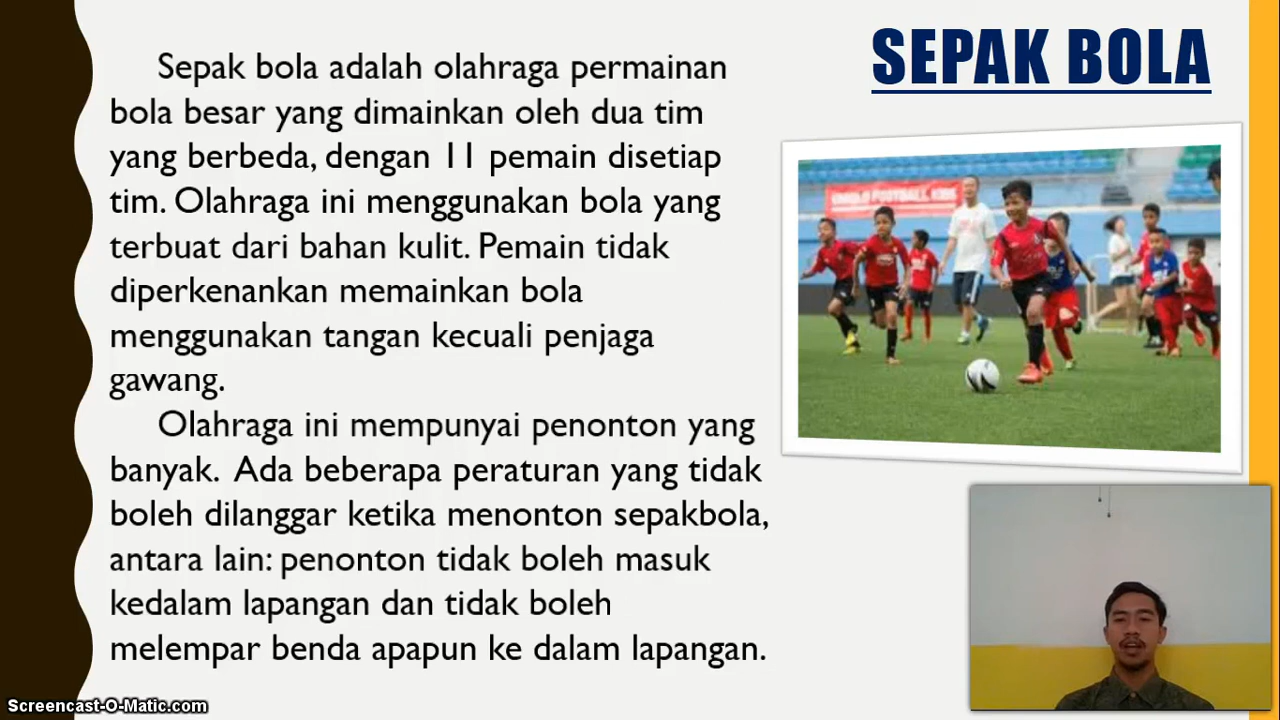 SEPAK BOLA
Sepak bola adalah olahraga permainan
bola besar yang dimainkan oleh dua tim
yang berbeda, dengan 11 pemain disetiap
tim. Olahraga ini menggunakan bola yang
terbuat dari bahan kulit. Pemain tidak
diperkenankan memainkan bola
menggunakan tangan kecuali penjaga
gawang.
Olahraga ini mempunyai penonton yang
banyak. Ada beberapa peraturan yang tidak
boleh dilanggar ketika menonton sepakbola,
antara lain: penonton tidak boleh masuk
kedalam lapangan dan tidak boleh
melempar benda apapun ke dalam lapangan.
FOOTBALL KIDS
Screencast-O-Matic.com